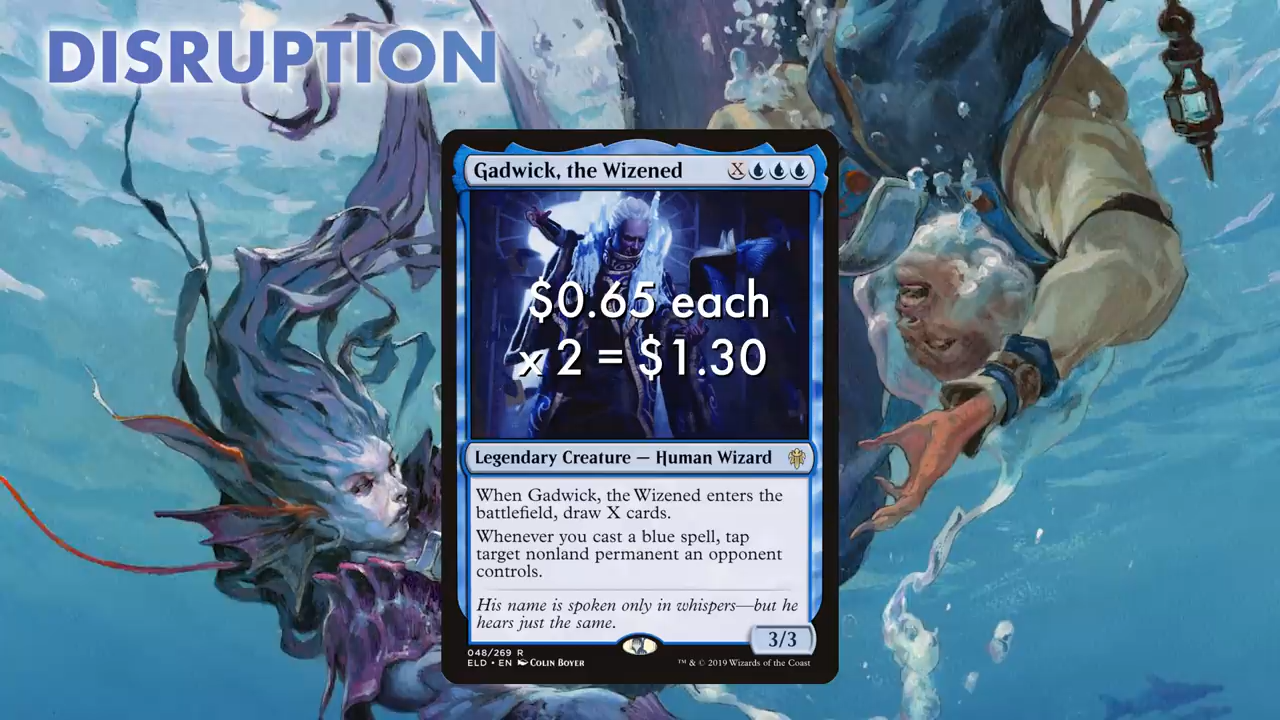 DISRUPTION
Gadwick, the Wizened X
$0.65 each
x 2 = $1.30
Legendary Creature — Human Wizard
When Gadwick, the Wizened enters the
battlefield, draw X cards.
Whenever you cast a blue spell, tap
target nonland permanent an opponent
controls.
His name is spoken only in whispers—but he
hears just the same.
3/3
048/269 R
ELD • EN Colin Boyer
™ & © 2019 Wizards of the Coast